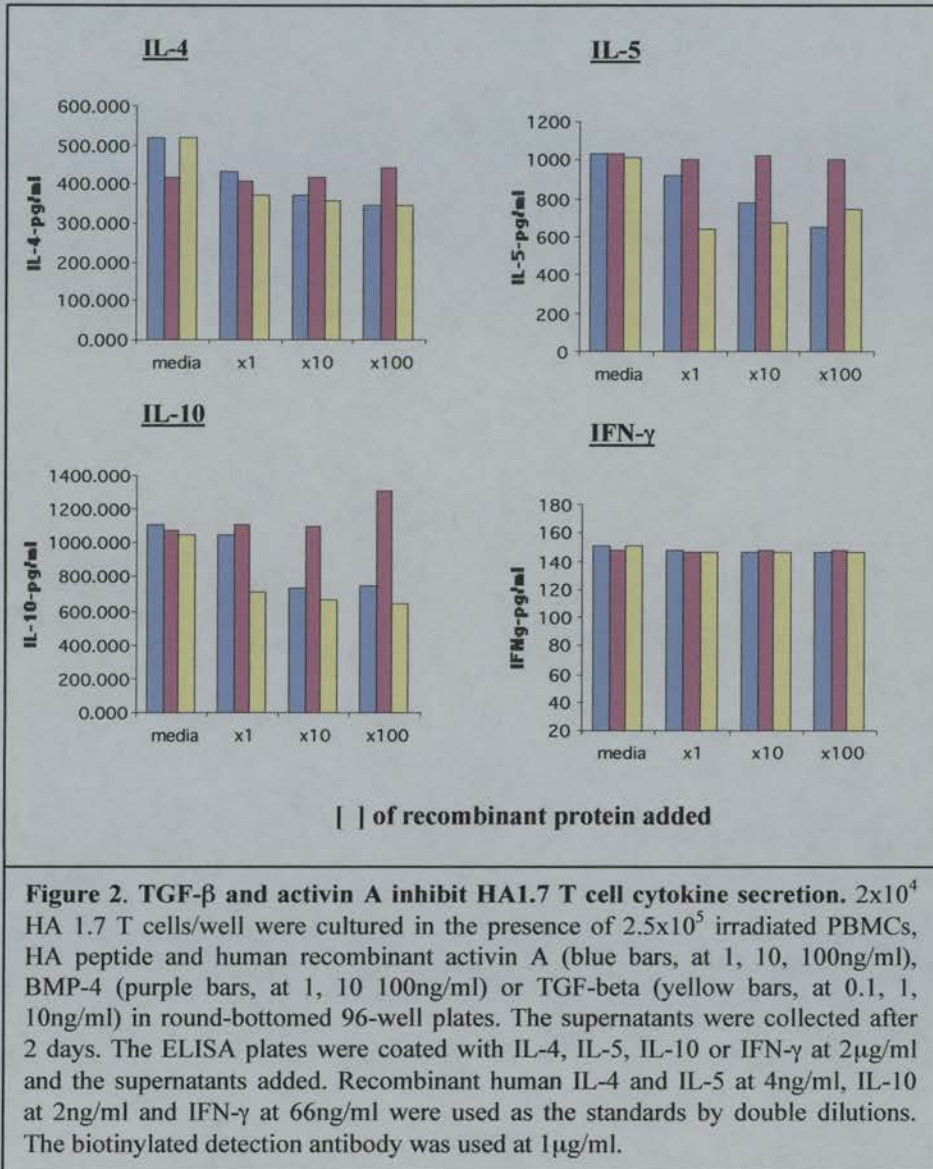 IL-4
600.000
500.000
400.000
300.000
200.000
100.000
0.000
IL-4-pg/ml
media x1 x10 x100
IL-5
1200
1000
800
600
400
200
0
IL-5-pg/ml
media x1 x10 x100
IL-10
1400.000
1200.000
1000.000
800.000
600.000
400.000
200.000
0.000
IL-10-pg/ml
media x1 x10 x100
IFN-γ
180
160
140
120
100
80
60
40
20
IFNg-pg/ml
media x1 x10 x100
[ ] of recombinant protein added
Figure 2. TGF-β and activin A inhibit HA1.7 T cell cytokine secretion. 2x10⁴
HA 1.7 T cells/well were cultured in the presence of 2.5x10⁵ irradiated PBMCs,
HA peptide and human recombinant activin A (blue bars, at 1, 10, 100ng/ml),
BMP-4 (purple bars, at 1, 10 100ng/ml) or TGF-beta (yellow bars, at 0.1, 1,
10ng/ml) in round-bottomed 96-well plates. The supernatants were collected after
2 days. The ELISA plates were coated with IL-4, IL-5, IL-10 or IFN-γ at 2μg/ml
and the supernatants added. Recombinant human IL-4 and IL-5 at 4ng/ml, IL-10
at 2ng/ml and IFN-γ at 66ng/ml were used as the standards by double dilutions.
The biotinylated detection antibody was used at 1μg/ml.